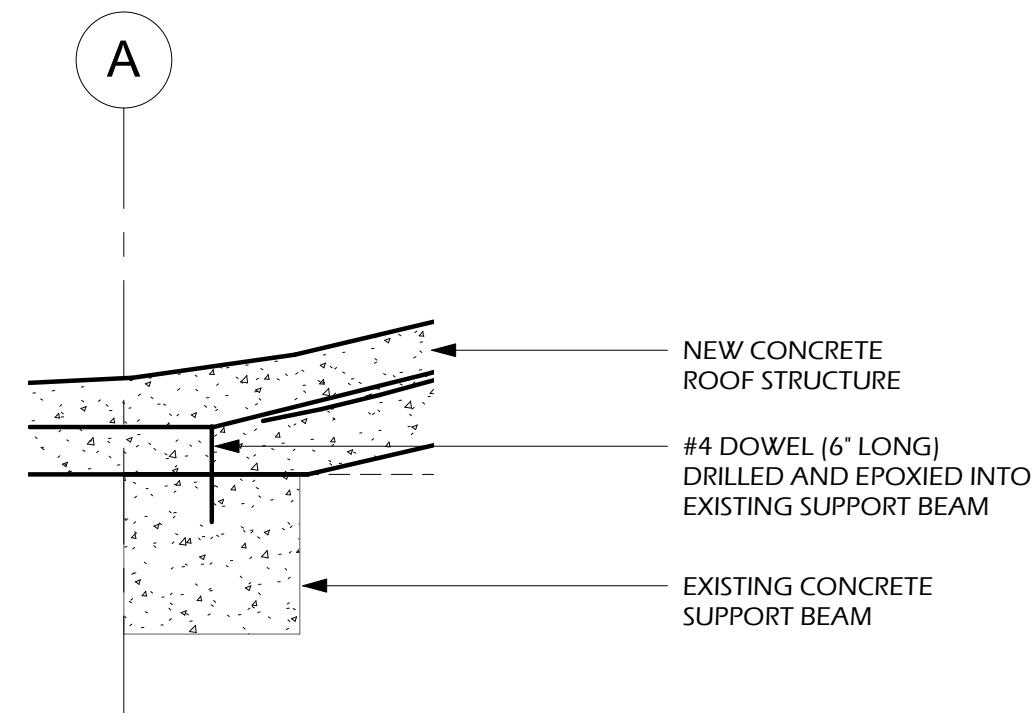 A
NEW CONCRETE
ROOF STRUCTURE
#4 DOWEL (6" LONG)
DRILLED AND EPOXIED INTO
EXISTING SUPPORT BEAM
EXISTING CONCRETE
SUPPORT BEAM